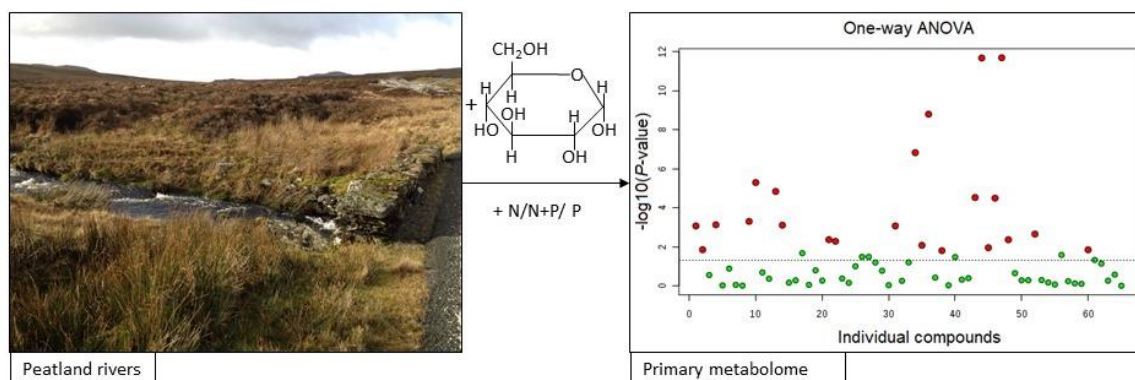 Peatland rivers
CH₂OH
O
H
H
H
H
H
+
OH
HO
OH
OH
H
OH
+ N/N+P/ P
One-way ANOVA
-log10(P-value)
12
10
8
6
4
2
0
0 10 20 30 40 50 60
Individual compounds
Primary metabolome